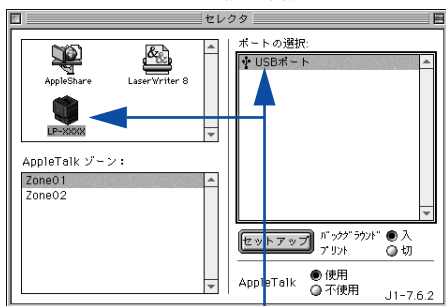 セレクタ
AppleShare
LaserWriter 8
LP-XXXX
AppleTalk ゾーン：
Zone01
Zone02
ポートの選択:
USBポート
セットアップ
バックグラウンド
プリント
入
切
AppleTalk
使用
不使用
J1-7.6.2